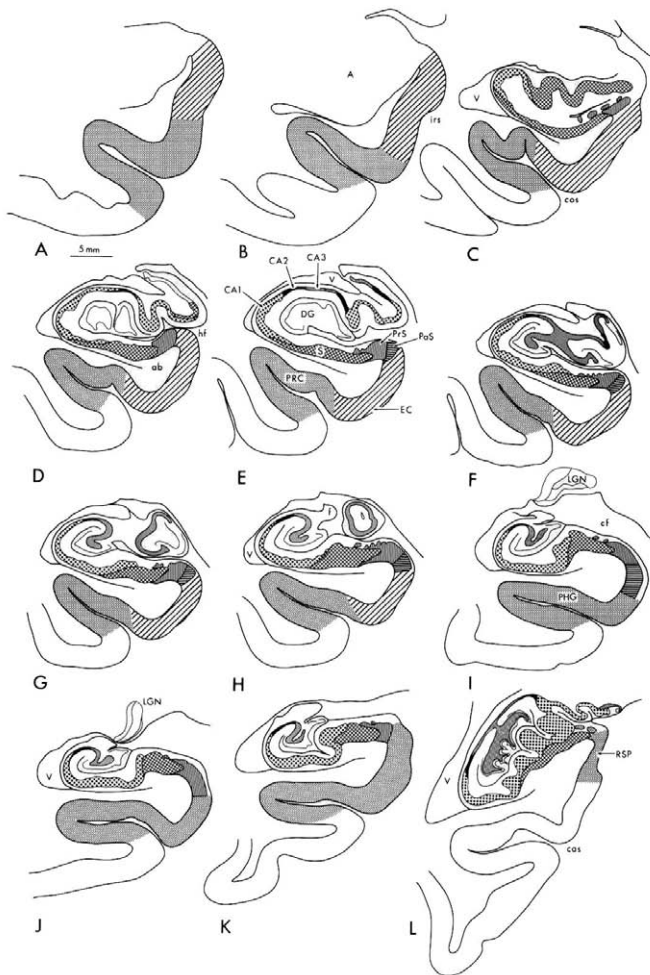 A
irs
V
cos
A
5 mm
B
C
CA1
CA2
CA3
V
DG
hf
S
PrS
PaS
ab
PRC
EC
D
E
F
LGN
f
V
cf
PHG
G
H
I
LGN
V
V
RSP
cos
J
K
L